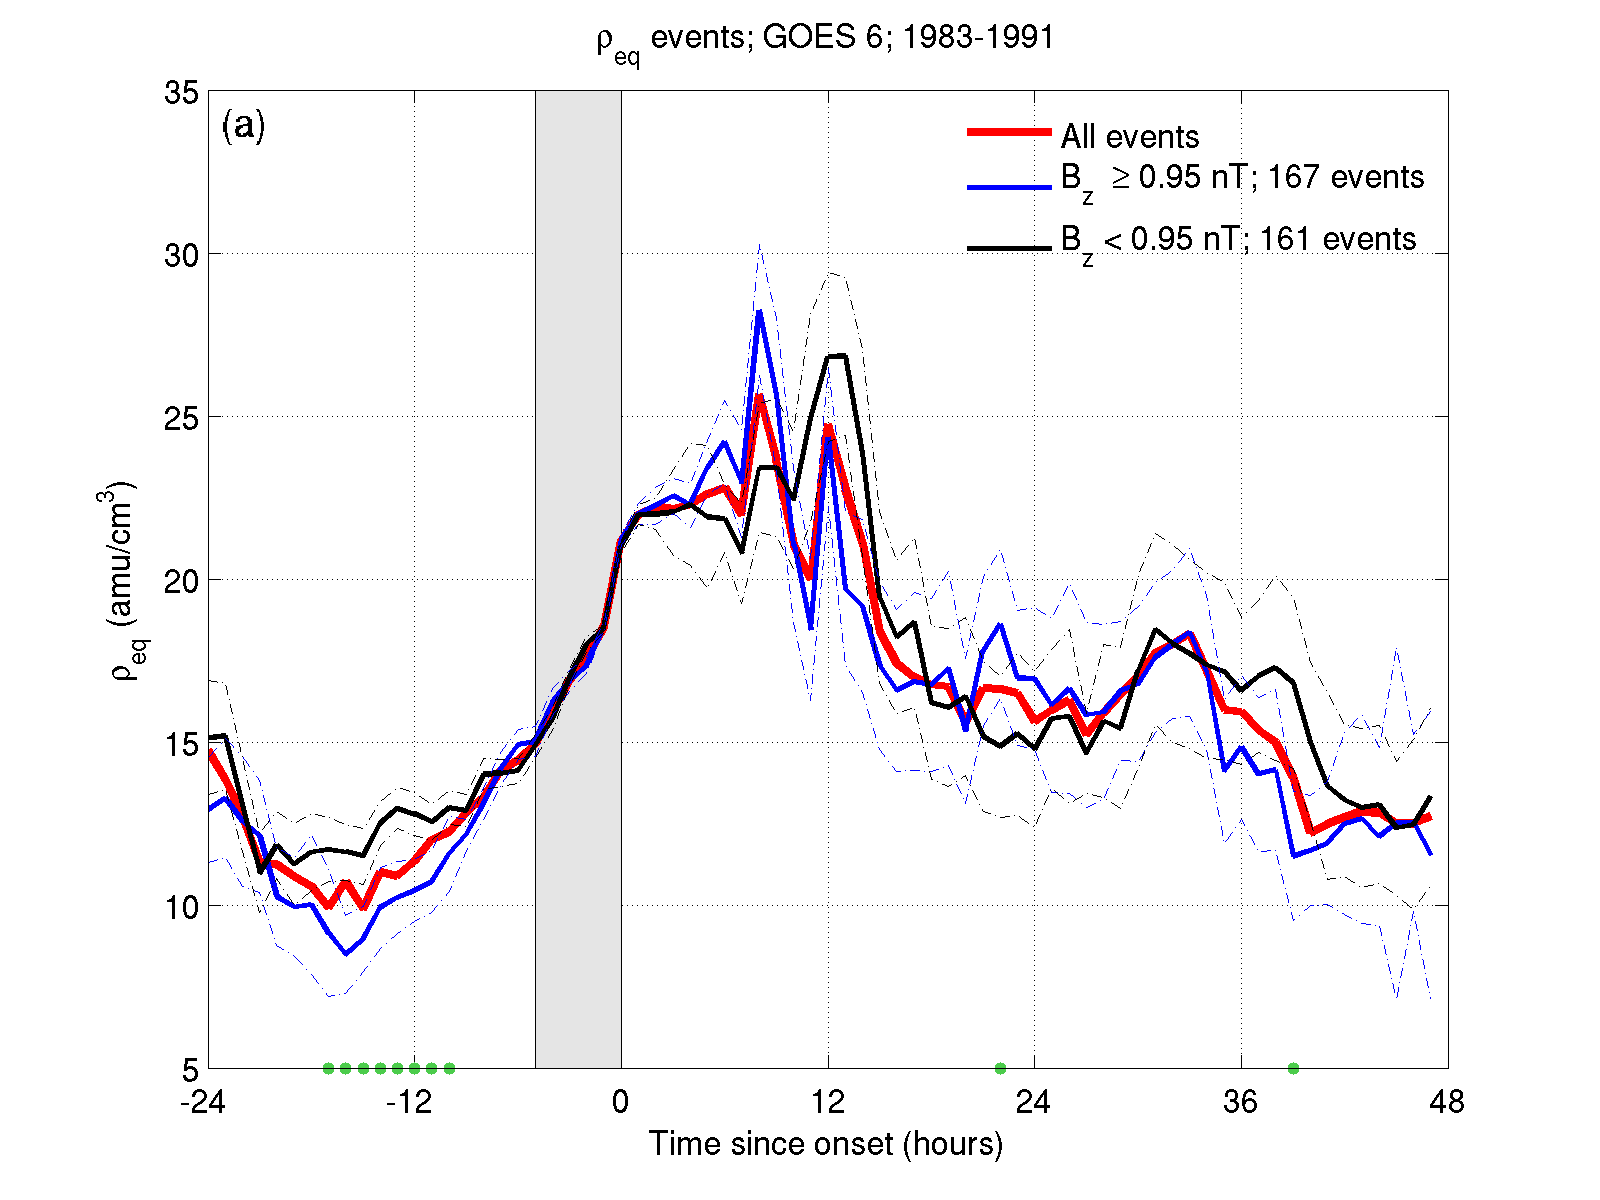 ρeq events; GOES 6; 1983-1991
(a)
All events
Bz ≥ 0.95 nT; 167 events
Bz < 0.95 nT; 161 events
ρeq (amu/cm3)
35
30
25
20
15
10
5
-24 -12 0 12 24 36 48
Time since onset (hours)